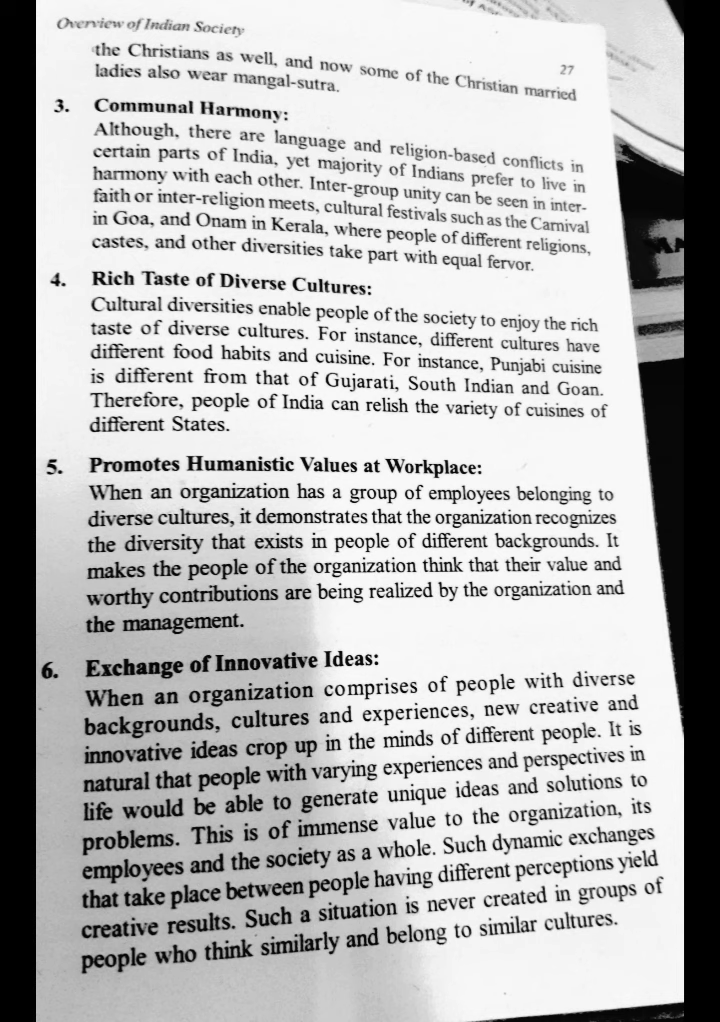 Overview of Indian Society
27
the Christians as well, and now some of the Christian married
ladies also wear mangal-sutra.
3. Communal Harmony:
Although, there are language and religion-based conflicts in
certain parts of India, yet majority of Indians prefer to live in
harmony with each other. Inter-group unity can be seen in inter-
faith or inter-religion meets, cultural festivals such as the Carnival
in Goa, and Onam in Kerala, where people of different religions,
castes, and other diversities take part with equal fervor.
4. Rich Taste of Diverse Cultures:
Cultural diversities enable people of the society to enjoy the rich
taste of diverse cultures. For instance, different cultures have
different food habits and cuisine. For instance, Punjabi cuisine
is different from that of Gujarati, South Indian and Goan.
Therefore, people of India can relish the variety of cuisines of
different States.
5. Promotes Humanistic Values at Workplace:
When an organization has a group of employees belonging to
diverse cultures, it demonstrates that the organization recognizes
the diversity that exists in people of different backgrounds. It
makes the people of the organization think that their value and
worthy contributions are being realized by the organization and
the management.
6. Exchange of Innovative Ideas:
When an organization comprises of people with diverse
backgrounds, cultures and experiences, new creative and
innovative ideas crop up in the minds of different people. It is
natural that people with varying experiences and perspectives in
life would be able to generate unique ideas and solutions to
problems. This is of immense value to the organization, its
employees and the society as a whole. Such dynamic exchanges
that take place between people having different perceptions yield
creative results. Such a situation is never created in groups of
people who think similarly and belong to similar cultures.